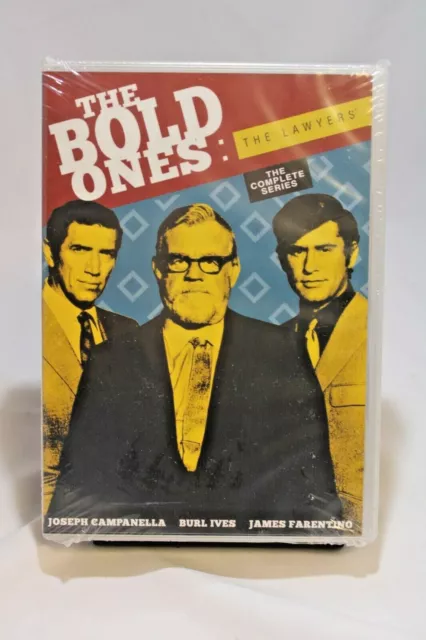 THE
BOLD
ONES:
THE LAWYERS
THE
COMPLETE
SERIES
JOSEPH CAMPANELLA BURL IVES JAMES FARENTINO